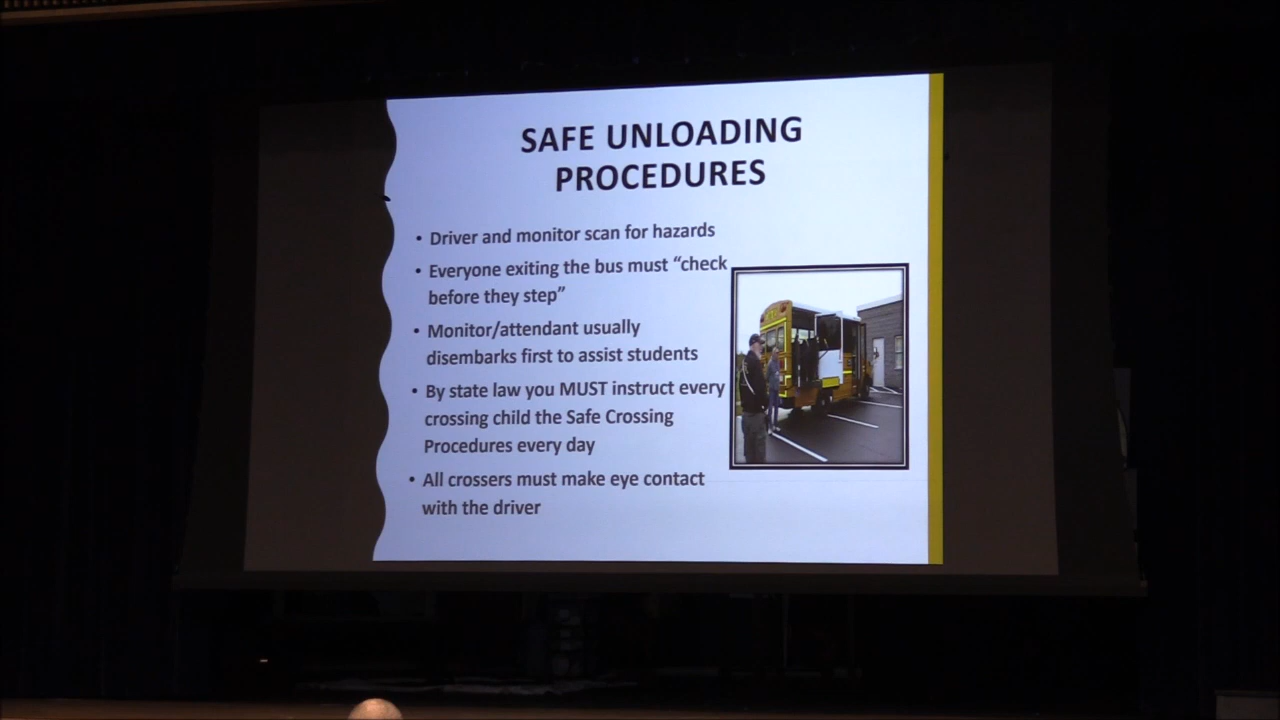 SAFE UNLOADING
PROCEDURES
• Driver and monitor scan for hazards
• Everyone exiting the bus must “check
before they step”
• Monitor/attendant usually
disembarks first to assist students
• By state law you MUST instruct every
crossing child the Safe Crossing
Procedures every day
• All crossers must make eye contact
with the driver